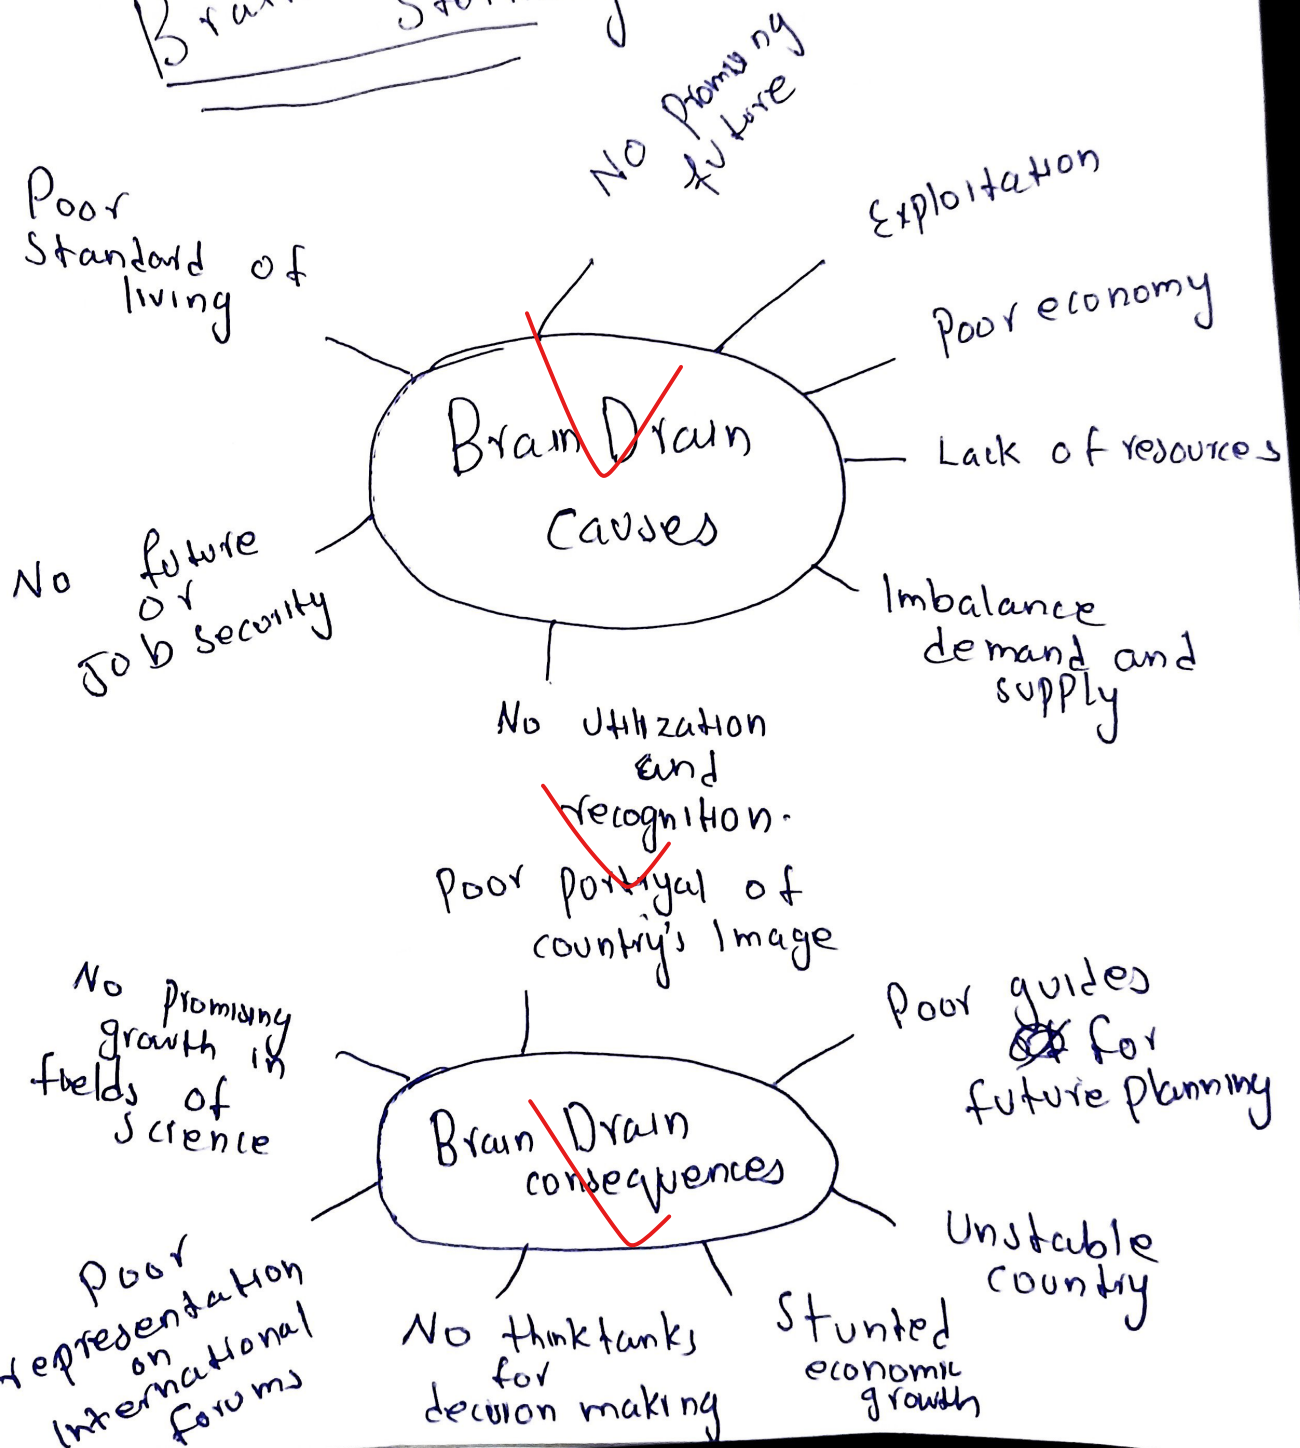 No promising
future
Exploitation
Poor economy
Lack of resources
Imbalance
demand and
supply
No utilization
and
recognition.
No future
or
Job security
Poor
Standard of
living
Brain Drain
causes
Poor portryal of
country's Image
Poor guides
for
future planning
Unstable
country
Stunted
economic
growth
No thinktanks
for
decision making
Poor
representation
on
International
forums
No promising
growth in
fields of
science
Brain Drain
consequences